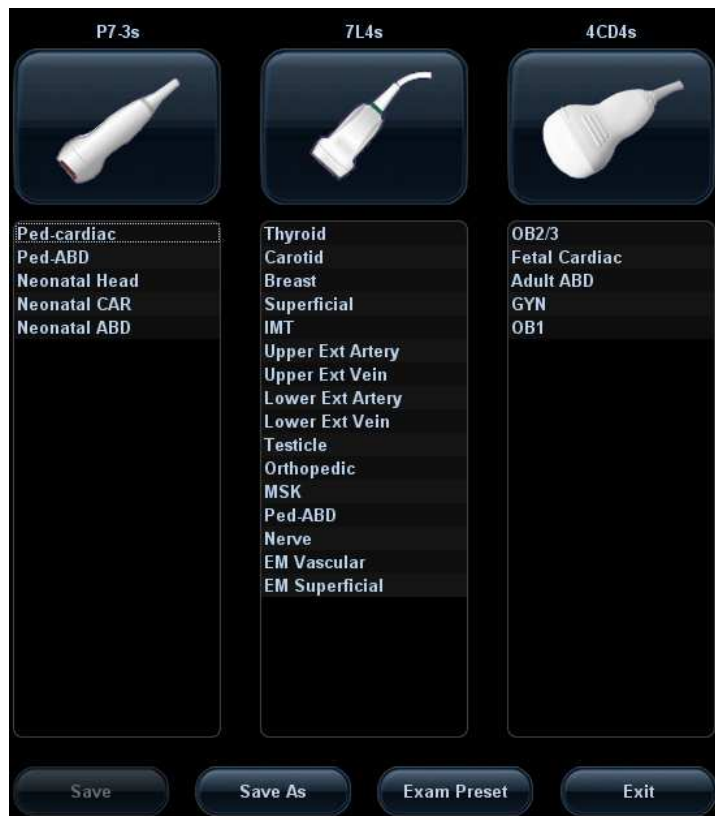 P7-3s
7L4s
4CD4s
Ped-cardiac
Ped-ABD
Neonatal Head
Neonatal CAR
Neonatal ABD
Thyroid
Carotid
Breast
Superficial
IMT
Upper Ext Artery
Upper Ext Vein
Lower Ext Artery
Lower Ext Vein
Testicle
Orthopedic
MSK
Ped-ABD
Nerve
EM Vascular
EM Superficial
OB2/3
Fetal Cardiac
Adult ABD
GYN
OB1
Save
Save As
Exam Preset
Exit